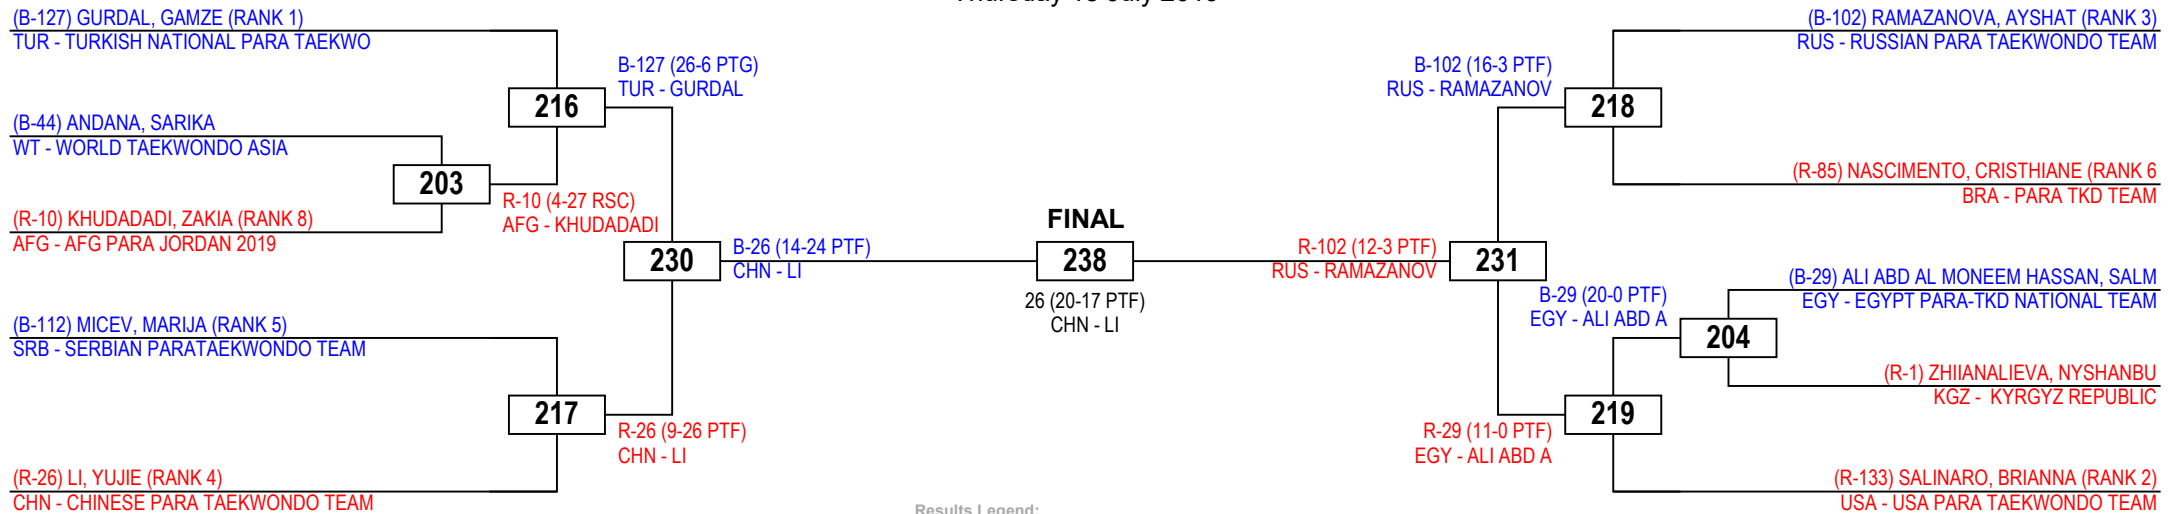 (B-127) GURDAL, GAMZE (RANK 1)
TUR - TURKISH NATIONAL PARA TAEKWO
(B-44) ANDANA, SARIKA
WT - WORLD TAEKWONDO ASIA
(R-10) KHUDADADI, ZAKIA (RANK 8)
AFG - AFG PARA JORDAN 2019
(B-112) MICEV, MARIJA (RANK 5)
SRB - SERBIAN PARATAEKWONDO TEAM
(R-26) LI, YUJIE (RANK 4)
CHN - CHINESE PARA TAEKWONDO TEAM
203
R-10 (4-27 RSC)
AFG - KHUDADADI
216
B-127 (26-6 PTG)
TUR - GURDAL
217
R-26 (9-26 PTF)
CHN - LI
230
B-26 (14-24 PTF)
CHN - LI
FINAL
238
26 (20-17 PTF)
CHN - LI
R-102 (12-3 PTF)
RUS - RAMAZANOV
231
B-102 (16-3 PTF)
RUS - RAMAZANOV
218
R-29 (11-0 PTF)
EGY - ALI ABD A
219
B-29 (20-0 PTF)
EGY - ALI ABD A
204
(B-102) RAMAZANOVA, AYSHAT (RANK 3)
RUS - RUSSIAN PARA TAEKWONDO TEAM
(R-85) NASCIMENTO, CRISTHIANE (RANK 6
BRA - PARA TKD TEAM
(B-29) ALI ABD AL MONEEM HASSAN, SALM
EGY - EGYPT PARA-TKD NATIONAL TEAM
(R-1) ZHIIANALIEVA, NYSHANBU
KGZ - KYRGYZ REPUBLIC
(R-133) SALINARO, BRIANNA (RANK 2)
USA - USA PARA TAEKWONDO TEAM
Results Legend: